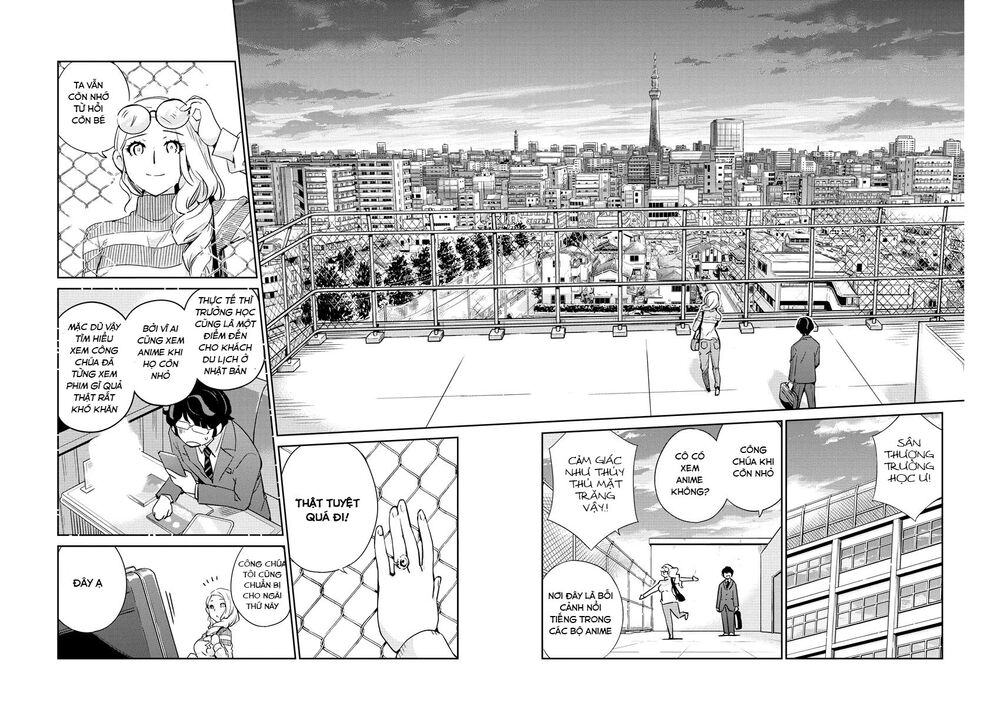 SÂN
THƯỢNG
TRƯỜNG
HỌC Ư!
CÔNG
CHÚA KHI
CÒN NHỎ
CÔ CÓ
XEM
ANIME
KHÔNG?
CẢM GIÁC
NHƯ THỦY
THỦ MẶT
TRĂNG
VẬY!
NƠI ĐÂY LÀ BỐI
CẢNH NỔI
TIẾNG TRONG
CÁC BỘ ANIME
TA VẪN
CÒN NHỚ
TỪ HỒI
CÒN BÉ
THỰC TẾ THÌ
TRƯỜNG HỌC
CŨNG LÀ MỘT
ĐIỂM ĐẾN
CHO KHÁCH
DU LỊCH Ở
NHẬT BẢN
BỞI VÌ AI
CŨNG XEM
ANIME KHI
HỌ CÒN
NHỎ
MẶC DÙ VẬY
TÌM HIỂU
XEM CÔNG
CHÚA ĐÃ
TỪNG XEM
PHIM GÌ QUẢ
THẬT RẤT
KHÓ KHĂN
THẬT TUYỆT
QUÁ ĐI!
CÔNG CHÚA
TÔI CŨNG
CHUẨN BỊ
CHO NGÀI
THỨ NÀY
ĐÂY Ạ